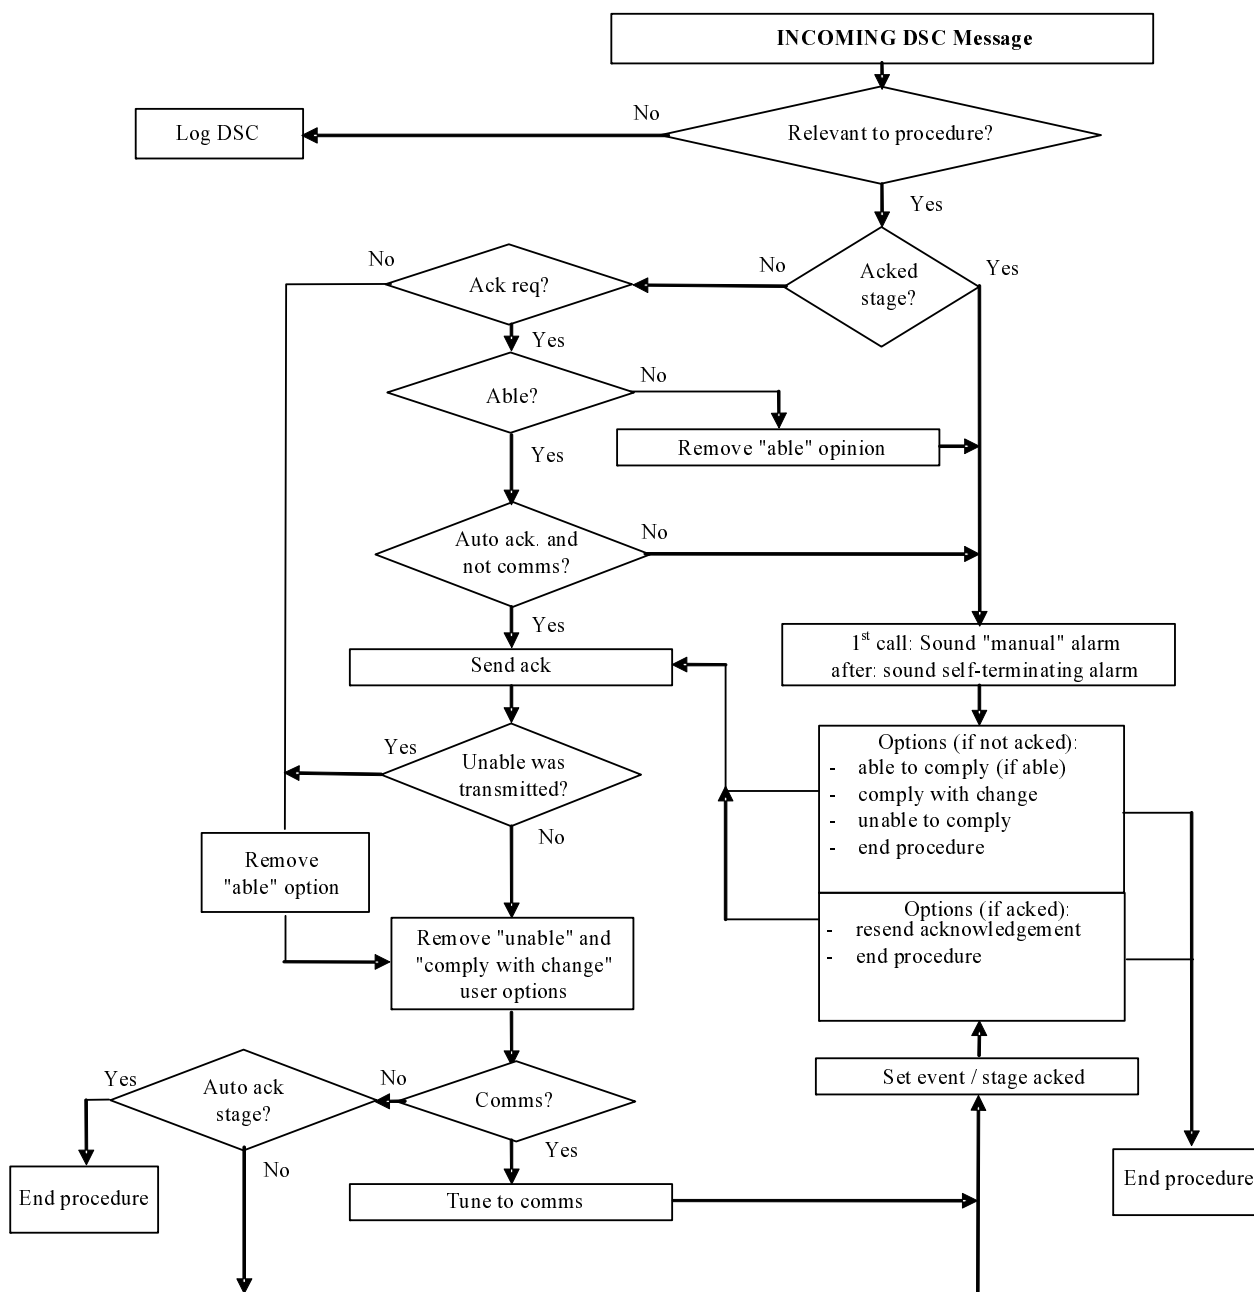 INCOMING DSC Message
No
Log DSC
Relevant to procedure?
Yes
No
Ack req?
No
Acked
stage?
Yes
Yes
Able?
No
Remove "able" opinion
Yes
Auto ack. and
not comms?
No
Yes
Send ack
1st call: Sound "manual" alarm
after: sound self-terminating alarm
Yes
Unable was
transmitted?
No
Options (if not acked):
- able to comply (if able)
- comply with change
- unable to comply
- end procedure
Remove
"able" option
Remove "unable" and
"comply with change"
user options
Options (if acked):
- resend acknowledgement
- end procedure
Set event / stage acked
Yes
Auto ack
stage?
No
Comms?
Yes
No
End procedure
Tune to comms
End procedure